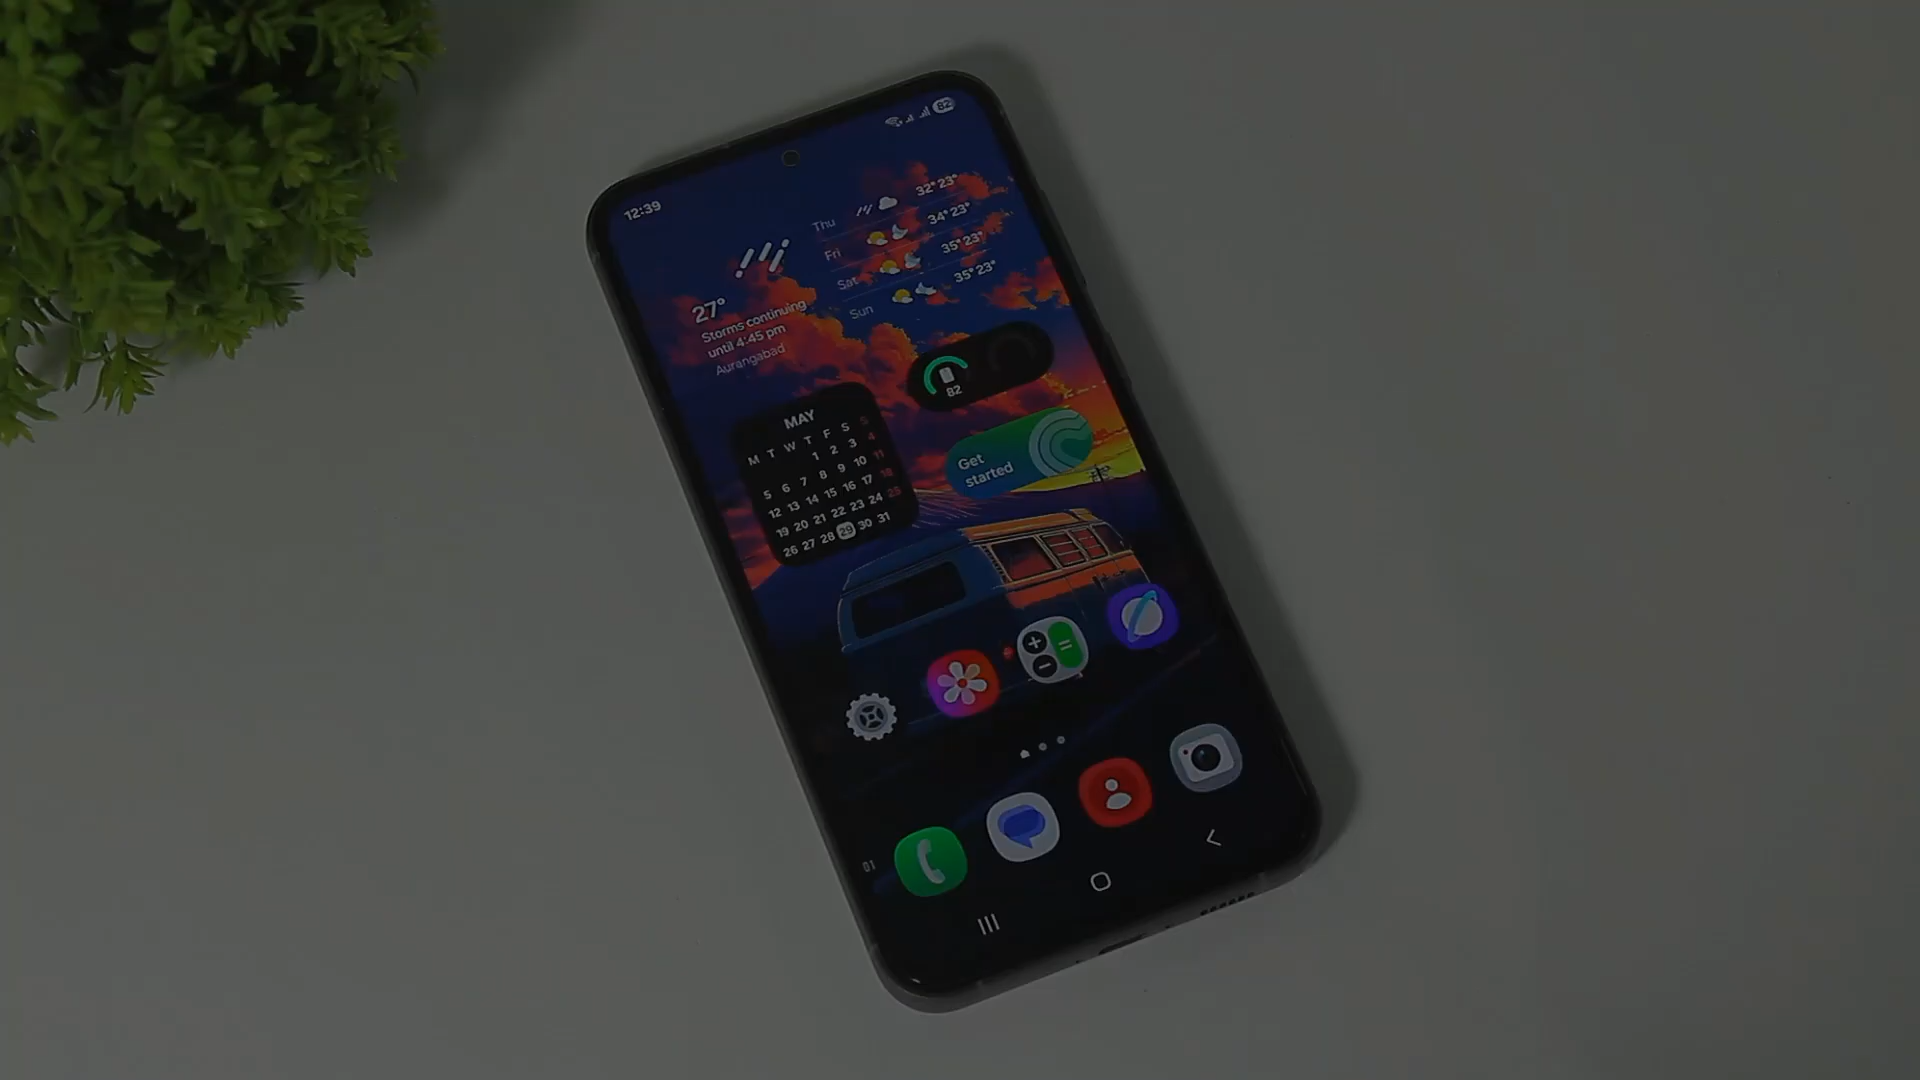 12:39
82
27°
Storms continuing
until 4:45 pm
Aurangabad
Thu 32° 23°
Fri 34° 23°
Sat 35° 23°
Sun 35° 23°
82
Get
started
MAY
M T W T F S S
1 2 3 4
5 6 7 8 9 10 11
12 13 14 15 16 17 18
19 20 21 22 23 24 25
26 27 28 29 30 31
01